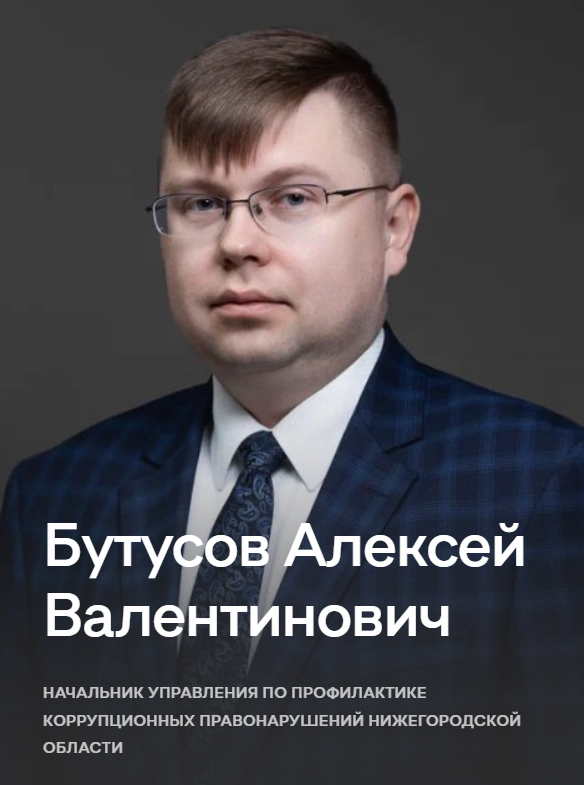 Бутусов Алексей
Валентинович
НАЧАЛЬНИК УПРАВЛЕНИЯ ПО ПРОФИЛАКТИКЕ
КОРРУПЦИОННЫХ ПРАВОНАРУШЕНИЙ НИЖЕГОРОДСКОЙ
ОБЛАСТИ